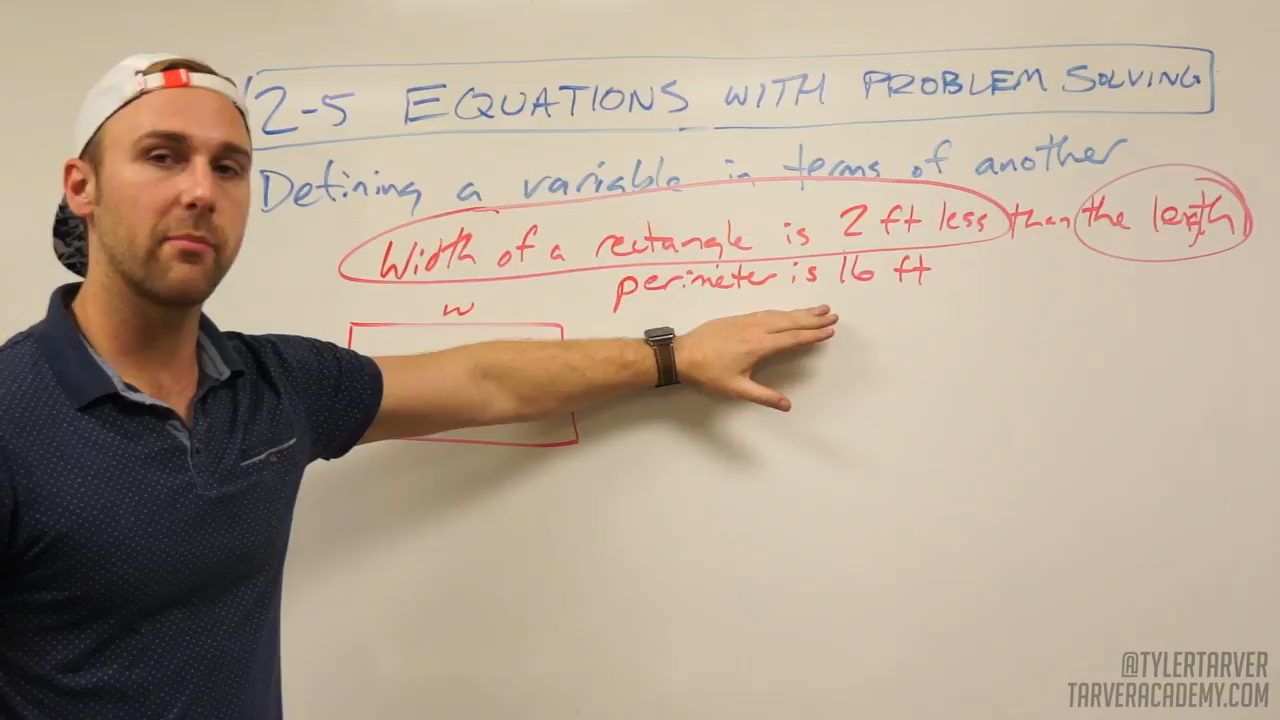 2-5 EQUATIONS WITH PROBLEM SOLVING
Defining a variable in terms of another
Width of a rectangle is 2 ft less than the length
perimeter is 16 ft
w
@TYLERTARVER
TARVERACADEMY.COM